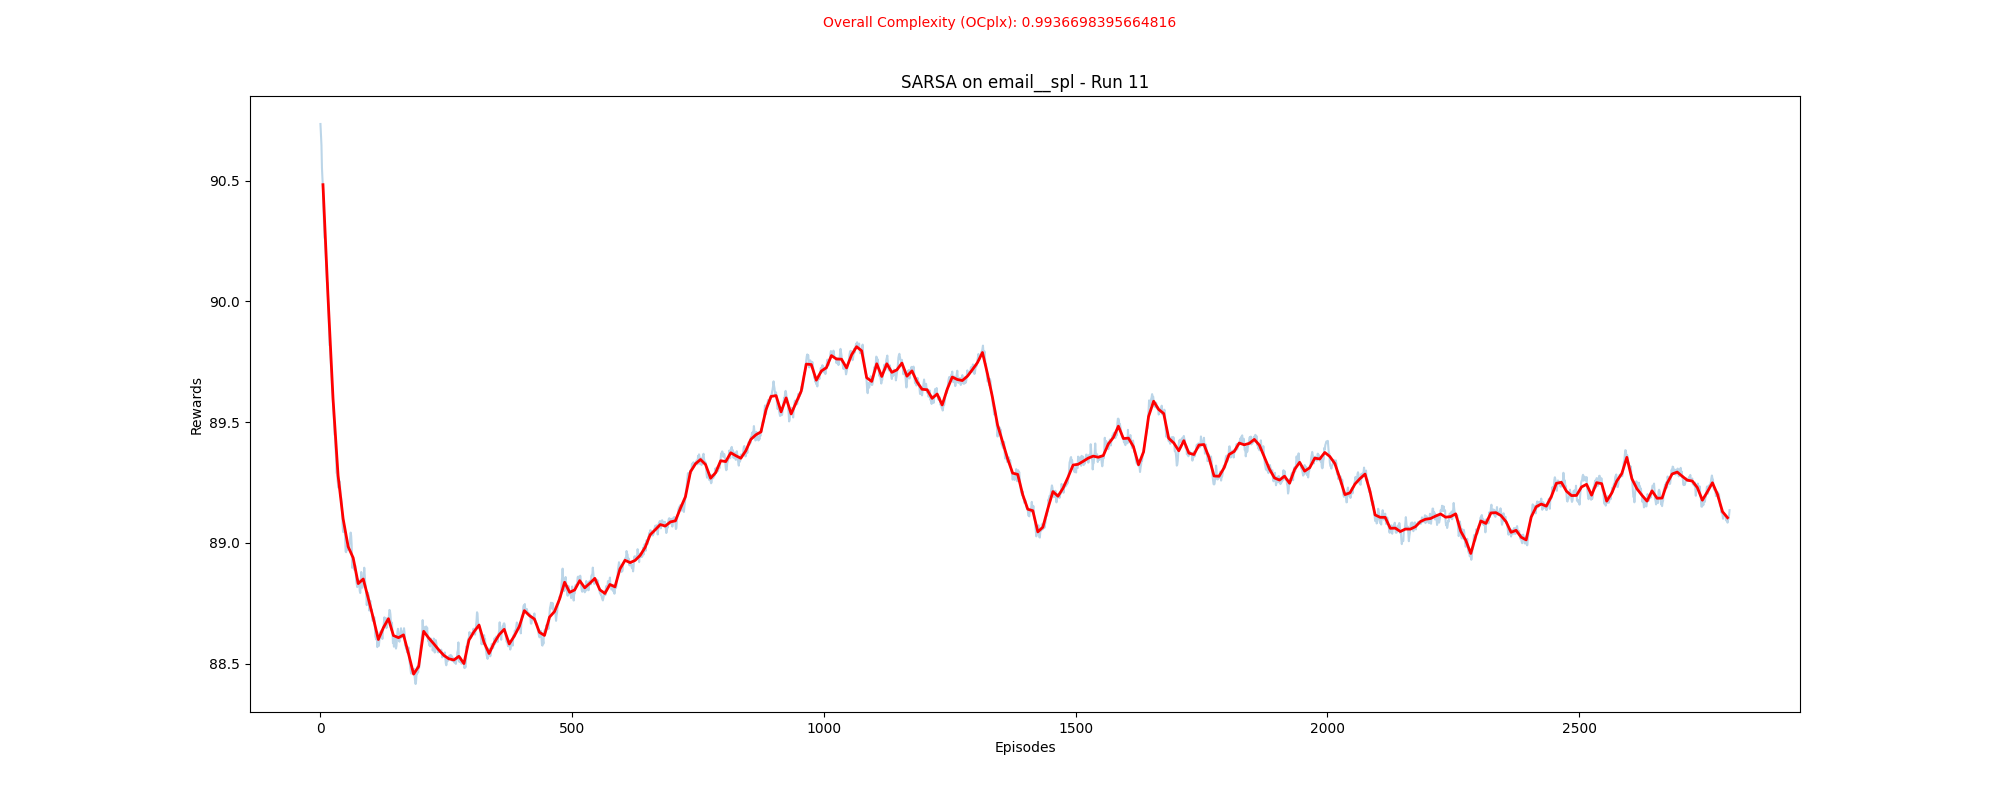 Overall Complexity (OCplx): 0.9936698395664816
SARSA on email__spl - Run 11
90.5
90.0
89.5
89.0
88.5
Rewards
0 500 1000 1500 2000 2500
Episodes